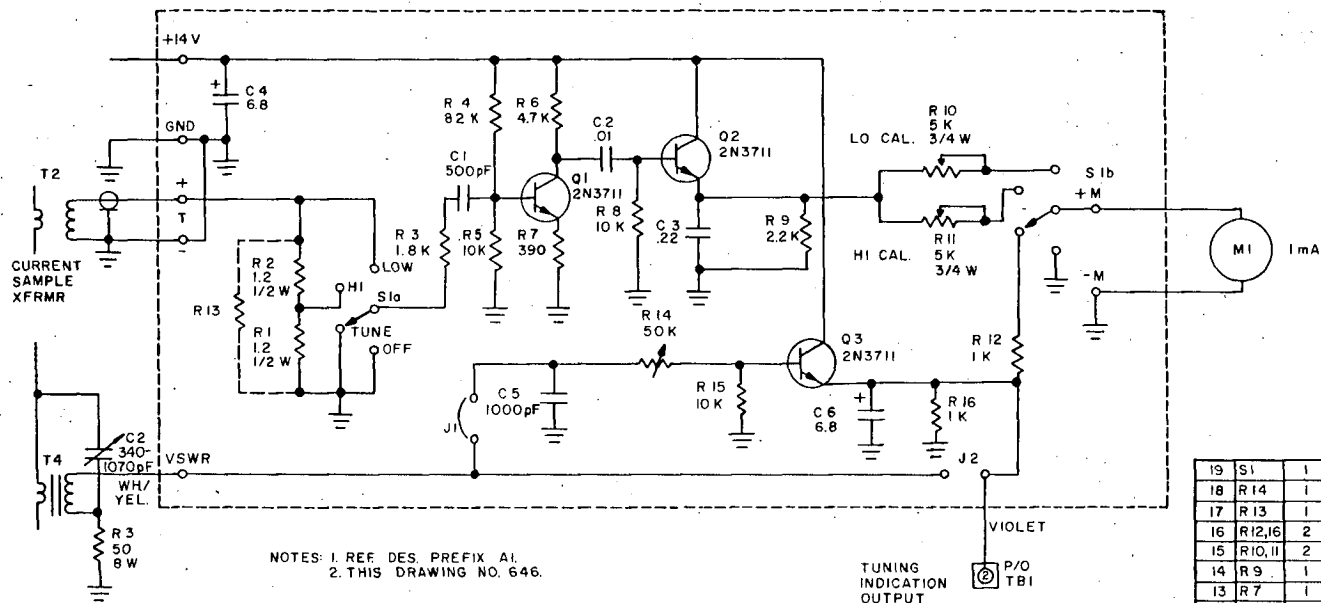 +14V
C4
6.8
GND
T2
+
T
-
CURRENT
SAMPLE
XFRMR
R2
1.2
1/2 W
R13
R1
1.2
1/2 W
HI
LOW
S1a
TUNE
OFF
R3
1.8K
C1
500pF
R4
82K
R5
10K
R6
4.7K
Q1
2N3711
R7
390
C2
.01
R8
10K
Q2
2N3711
C3
.22
R9
2.2K
LO CAL.
R10
5K
3/4 W
HI CAL.
R11
5K
3/4 W
S1b
+M
-M
M1
1mA
R12
1K
R14
50K
Q3
2N3711
R15
10K
C5
1000pF
J1
C6
6.8
R16
1K
J2
VSWR
C2
340-
1070pF
T4
WH/
YEL.
R3
50
8W
NOTES: 1. REF. DES. PREFIX A1.
2. THIS DRAWING NO. 646.
VIOLET
TUNING
INDICATION
OUTPUT
2
P/O
TB1
19 S1 1
18 R14 1
17 R13 1
16 R12,16 2
15 R10,11 2
14 R9 1
13 R7 1